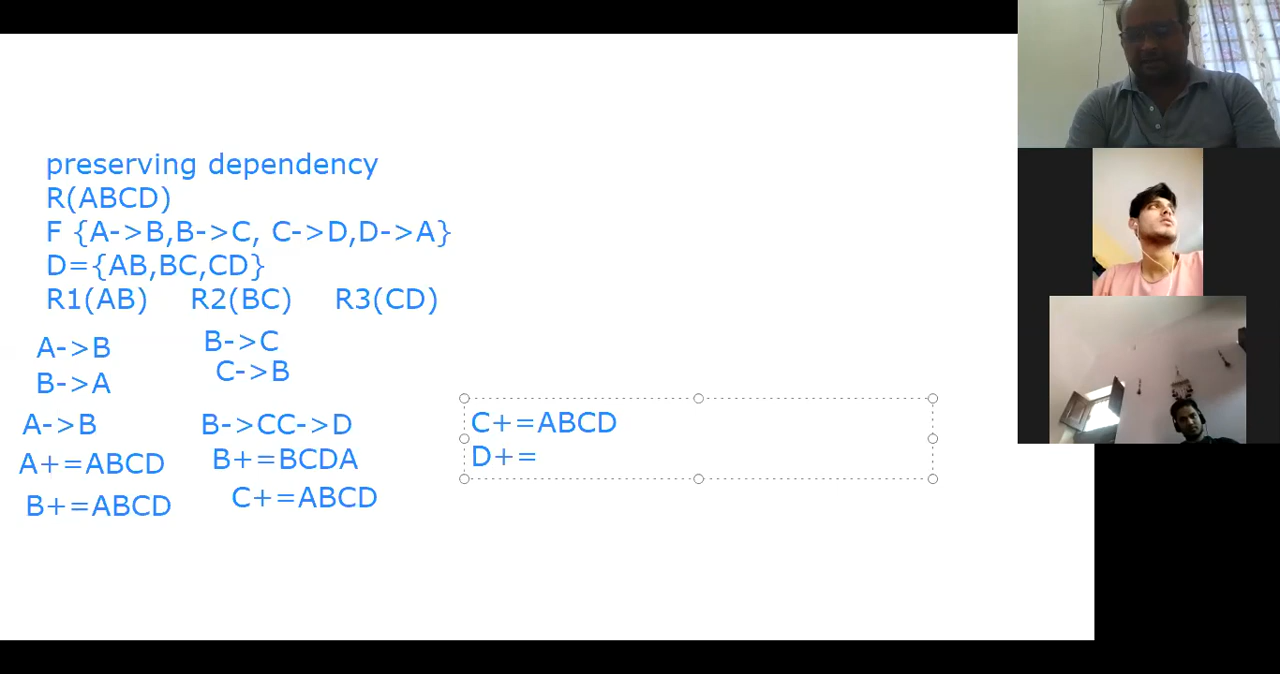 preserving dependency
R(ABCD)
F {A->B,B->C, C->D,D->A}
D={AB,BC,CD}
R1(AB) R2(BC) R3(CD)
A->B B->C
B->A C->B
A->B B->CC->D
A+=ABCD B+=BCDA
B+=ABCD C+=ABCD
C+=ABCD
D+=